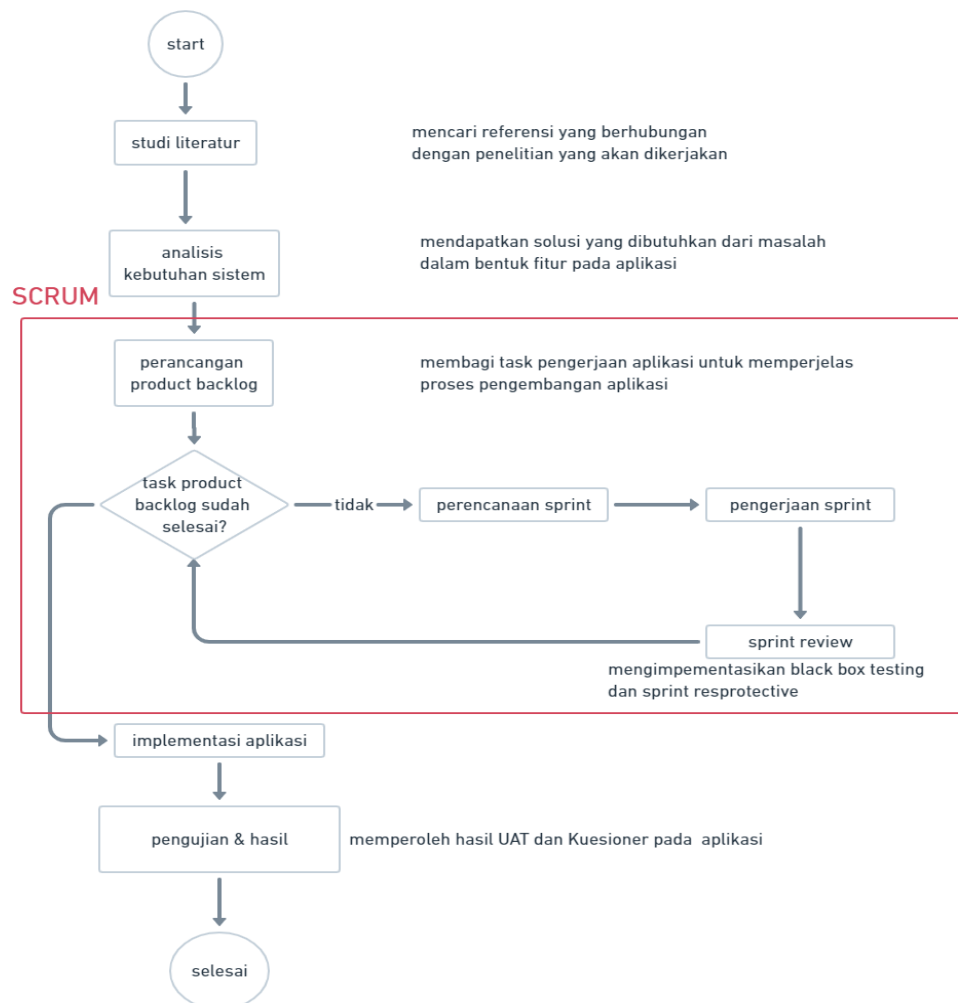 start
studi literatur
mencari referensi yang berhubungan
dengan penelitian yang akan dikerjakan
analisis
kebutuhan sistem
mendapatkan solusi yang dibutuhkan dari masalah
dalam bentuk fitur pada aplikasi
SCRUM
perancangan
product backlog
membagi task pengerjaan aplikasi untuk memperjelas
proses pengembangan aplikasi
task product
backlog sudah
selesai?
tidak
perencanaan sprint
pengerjaan sprint
sprint review
mengimpementasikan black box testing
dan sprint resprotective
implementasi aplikasi
pengujian & hasil
memperoleh hasil UAT dan Kuesioner pada aplikasi
selesai